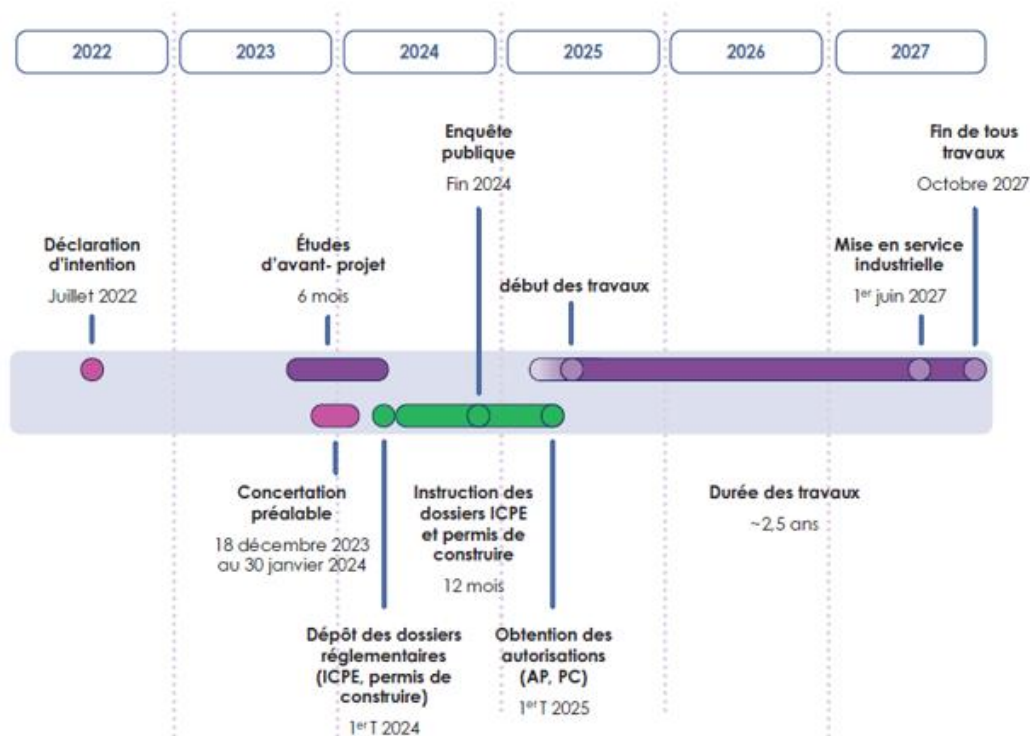 2022
2023
2024
2025
2026
2027
Enquête
publique
Fin 2024
Fin de tous
travaux
Octobre 2027
Déclaration
d'intention
Juillet 2022
Études
d'avant- projet
6 mois
début des travaux
Mise en service
industrielle
1er juin 2027
Concertation
préalable
18 décembre 2023
au 30 janvier 2024
Instruction des
dossiers ICPE
et permis de
construire
12 mois
Durée des travaux
~2,5 ans
Dépôt des dossiers
réglementaires
(ICPE, permis de
construire)
1er T 2024
Obtention des
autorisations
(AP, PC)
1er T 2025